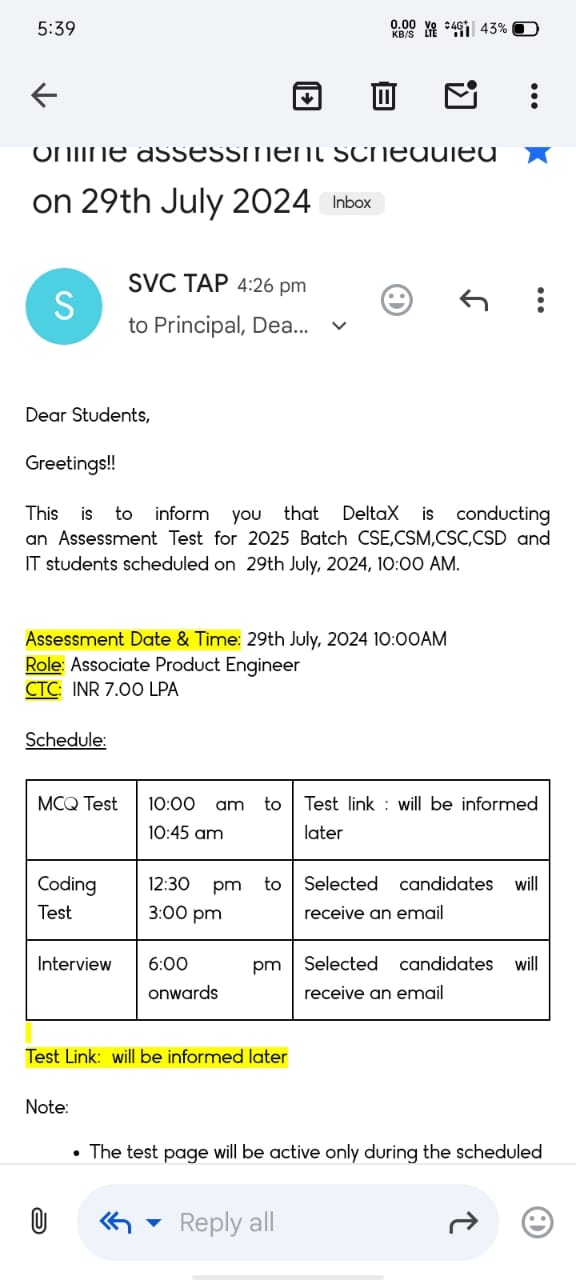 5:39
0.00 KB/S Vo LTE 4G+ 43%
online assessment scheduled
on 29th July 2024 Inbox
S
SVC TAP 4:26 pm
to Principal, Dea...
Dear Students,
Greetings!!
This is to inform you that DeltaX is conducting
an Assessment Test for 2025 Batch CSE,CSM,CSC,CSD and
IT students scheduled on 29th July, 2024, 10:00 AM.
Assessment Date & Time: 29th July, 2024 10:00AM
Role: Associate Product Engineer
CTC: INR 7.00 LPA
Schedule:
MCQ Test 10:00 am to Test link : will be informed
10:45 am later
Coding 12:30 pm to Selected candidates will
Test 3:00 pm receive an email
Interview 6:00 pm Selected candidates will
onwards receive an email
Test Link: will be informed later
Note:
• The test page will be active only during the scheduled
Reply all